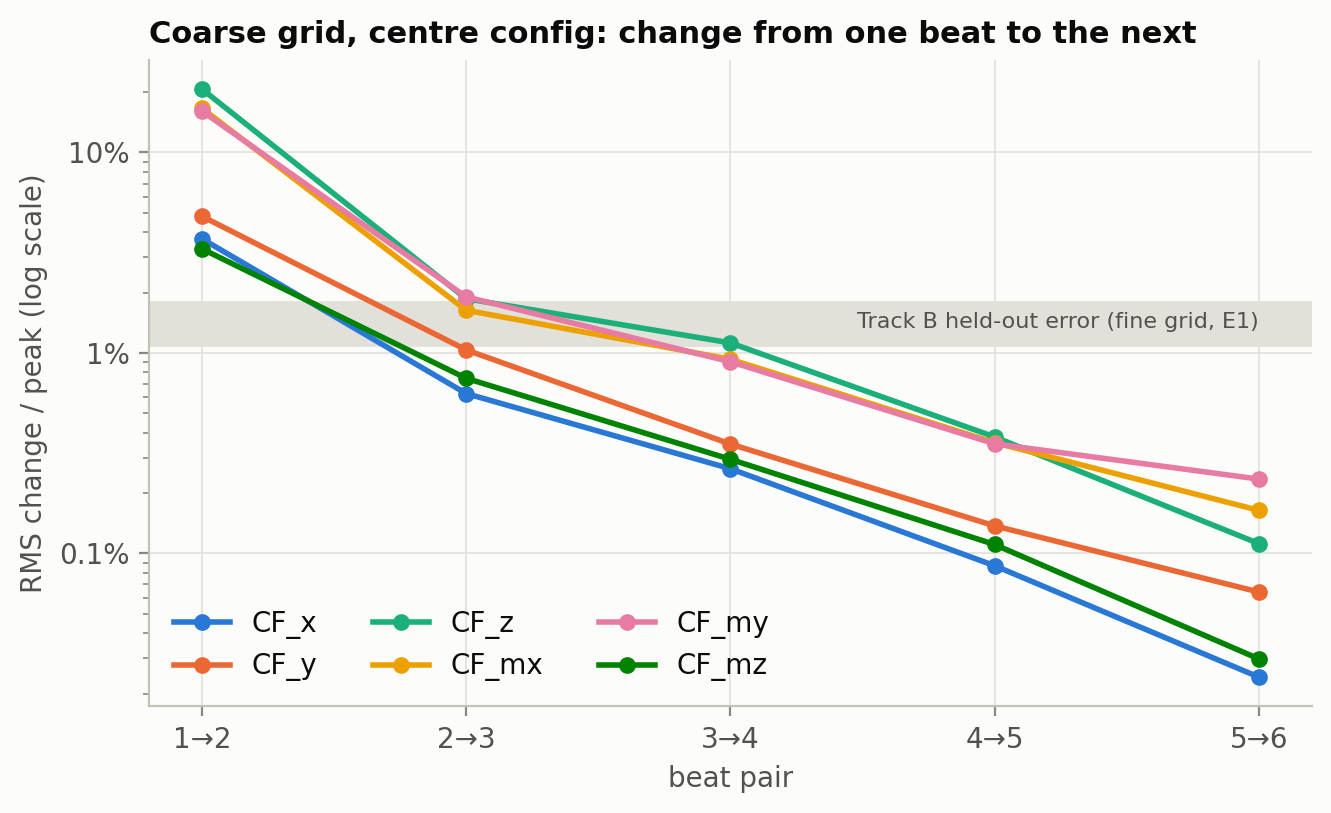 Coarse grid, centre config: change from one beat to the next
RMS change / peak (log scale)
10%
1%
0.1%
Track B held-out error (fine grid, E1)
CF_x
CF_z
CF_my
CF_y
CF_mx
CF_mz
1→2
2→3
3→4
4→5
5→6
beat pair